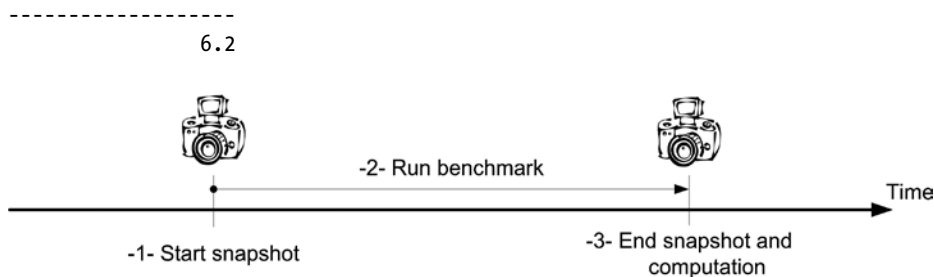 --------------------
6.2
-2- Run benchmark
Time
-1- Start snapshot
-3- End snapshot and
computation